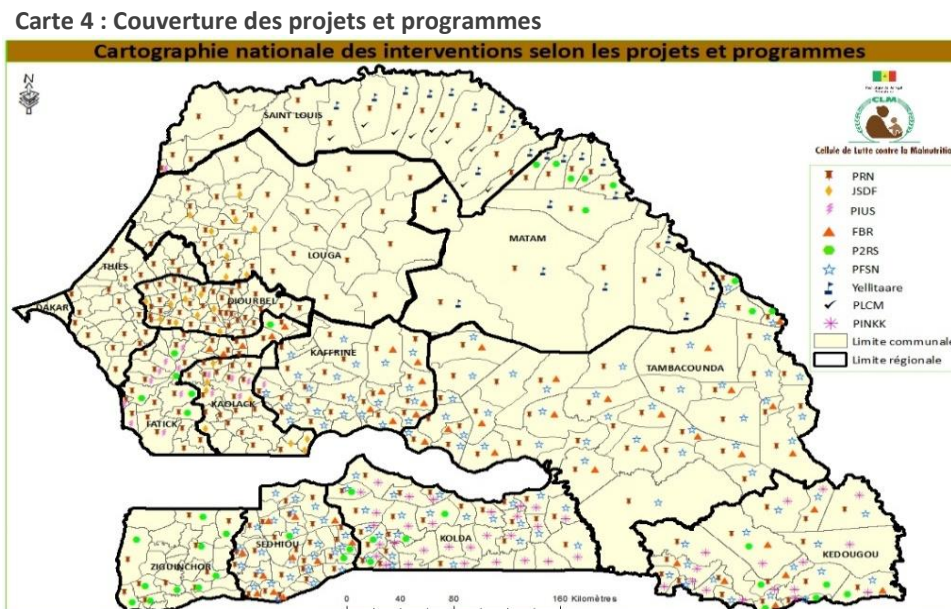 Carte 4 : Couverture des projets et programmes
Cartographie nationale des interventions selon les projets et programmes
N
CLM
Cellule de Lutte contre la Malnutrition
PRN
JSDF
PIUS
FBR
P2RS
PFSN
Yellitaare
PLCM
PINKK
Limite communale
Limite régionale
SAINT LOUIS
MATAM
LOUGA
THIES
DAKAR
DIOURBEL
KAFFRINE
TAMBACOUNDA
KAOLACK
FATICK
KOLDA
SEDHIOU
ZIGUINCHOR
KEDOUGOU
0 40 80 160 Kilomètres